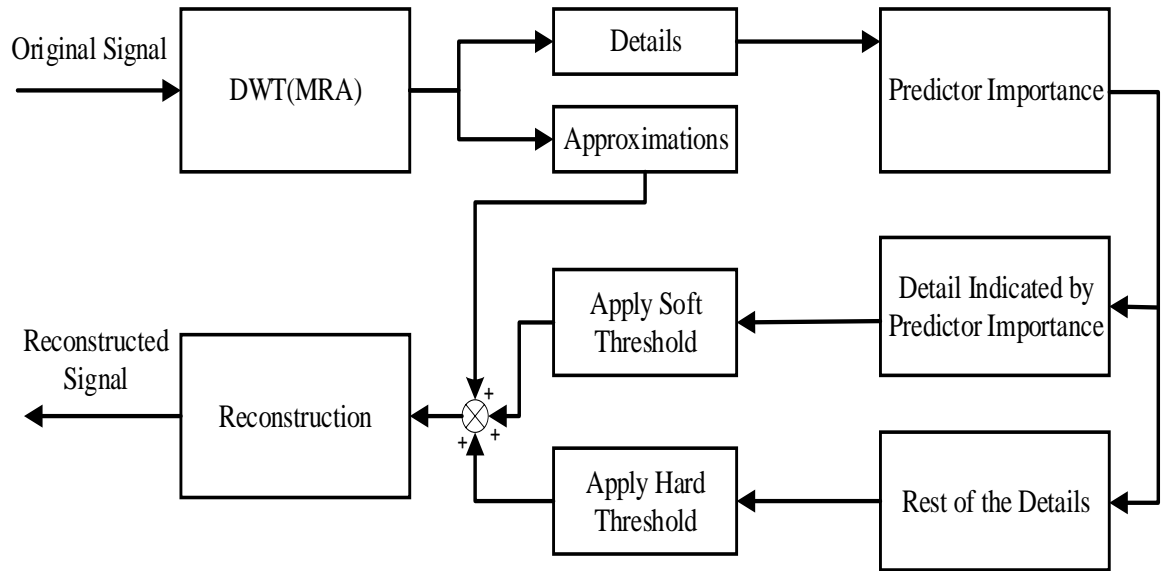 Original Signal
DWT(MRA)
Details
Approximations
Predictor Importance
Detail Indicated by
Predictor Importance
Apply Soft
Threshold
Reconstructed
Signal
Reconstruction
+
+
+
Apply Hard
Threshold
Rest of the Details